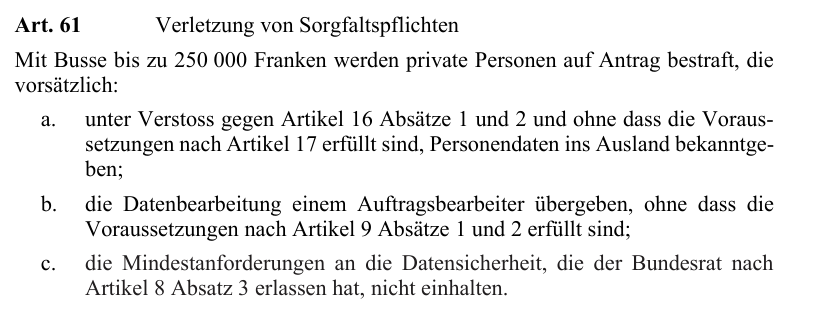 Art. 61 Verletzung von Sorgfaltspflichten
Mit Busse bis zu 250 000 Franken werden private Personen auf Antrag bestraft, die
vorsätzlich:
a. unter Verstoss gegen Artikel 16 Absätze 1 und 2 und ohne dass die Voraus-
setzungen nach Artikel 17 erfüllt sind, Personendaten ins Ausland bekanntge-
ben;
b. die Datenbearbeitung einem Auftragsbearbeiter übergeben, ohne dass die
Voraussetzungen nach Artikel 9 Absätze 1 und 2 erfüllt sind;
c. die Mindestanforderungen an die Datensicherheit, die der Bundesrat nach
Artikel 8 Absatz 3 erlassen hat, nicht einhalten.